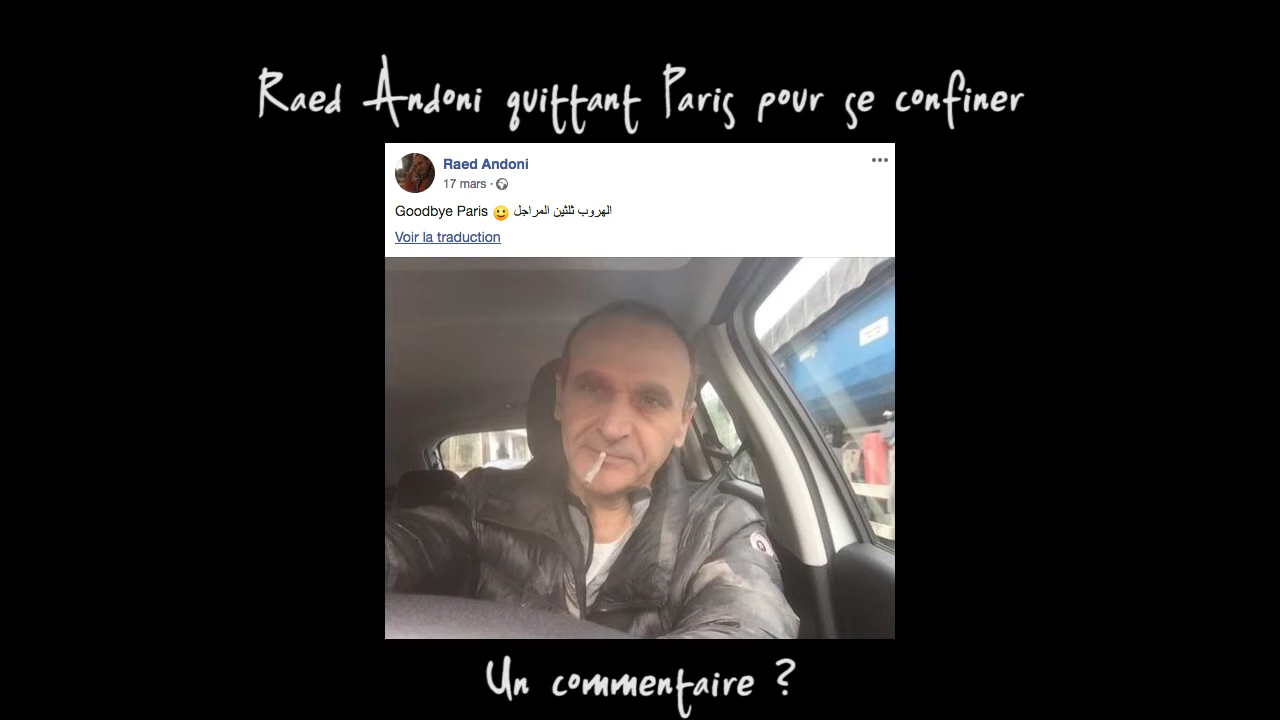 Raed Andoni quittant Paris pour se confiner
Raed Andoni
17 mars
Goodbye Paris 🙂 الهروب ثلثين المراجل
Voir la traduction
Un commentaire ?